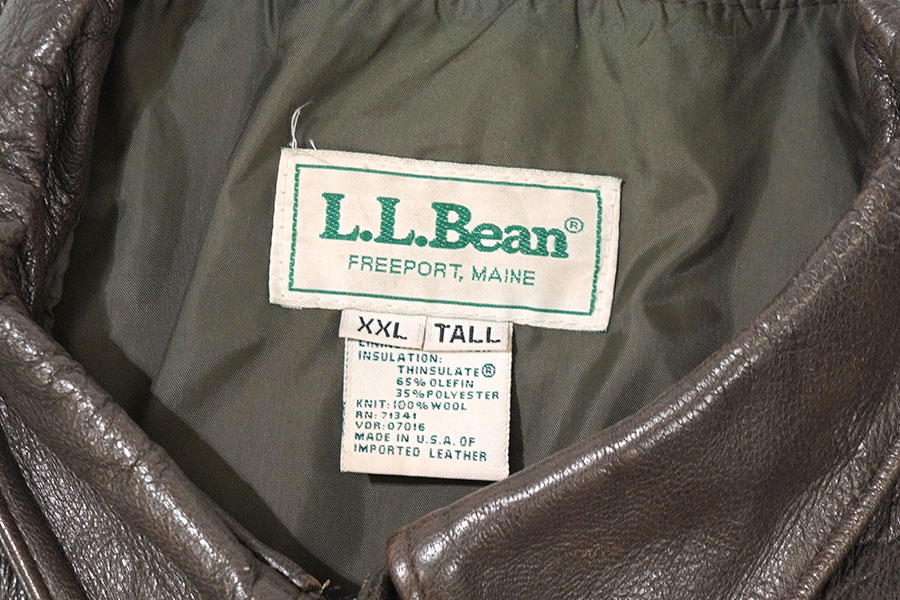 L.L.Bean®
FREEPORT, MAINE
XXL TALL
INSULATION:
THINSULATE®
65% OLEFIN
35% POLYESTER
KNIT: 100% WOOL
RN: 71341
VDR: 07016
MADE IN U.S.A. OF
IMPORTED LEATHER